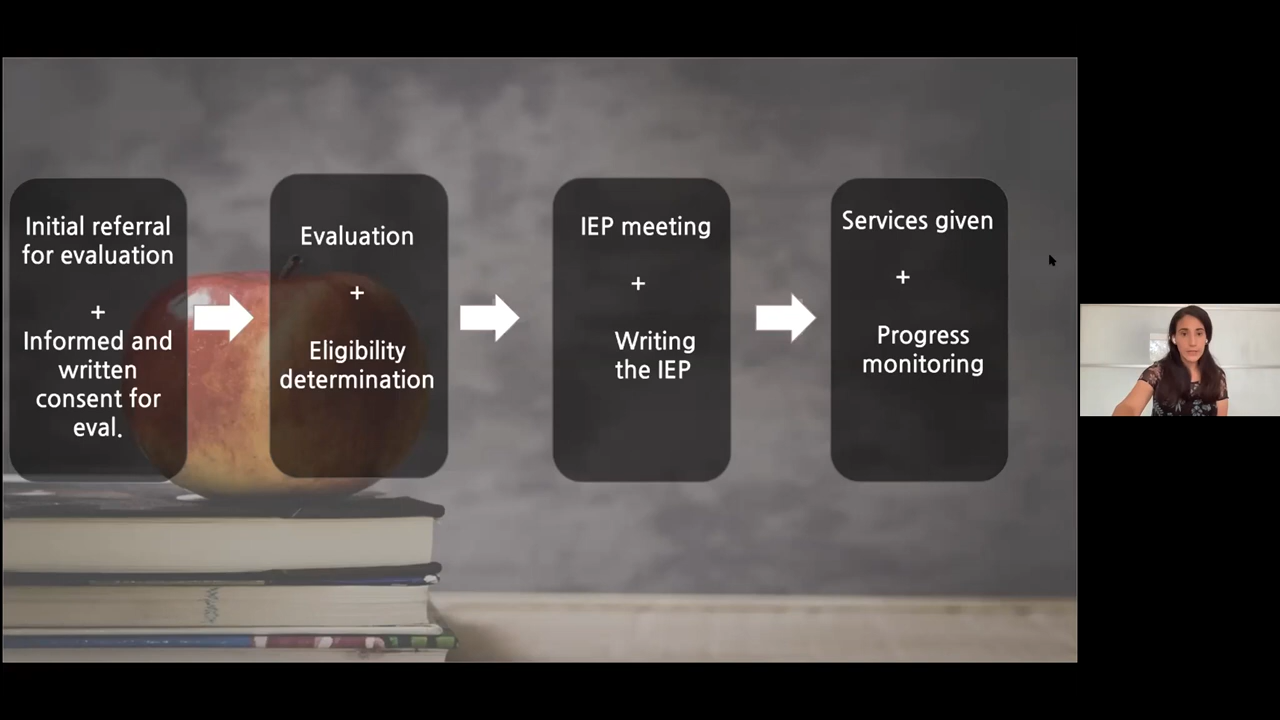 Initial referral
for evaluation
+
Informed and
written
consent for
eval.
Evaluation
+
Eligibility
determination
IEP meeting
+
Writing
the IEP
Services given
+
Progress
monitoring